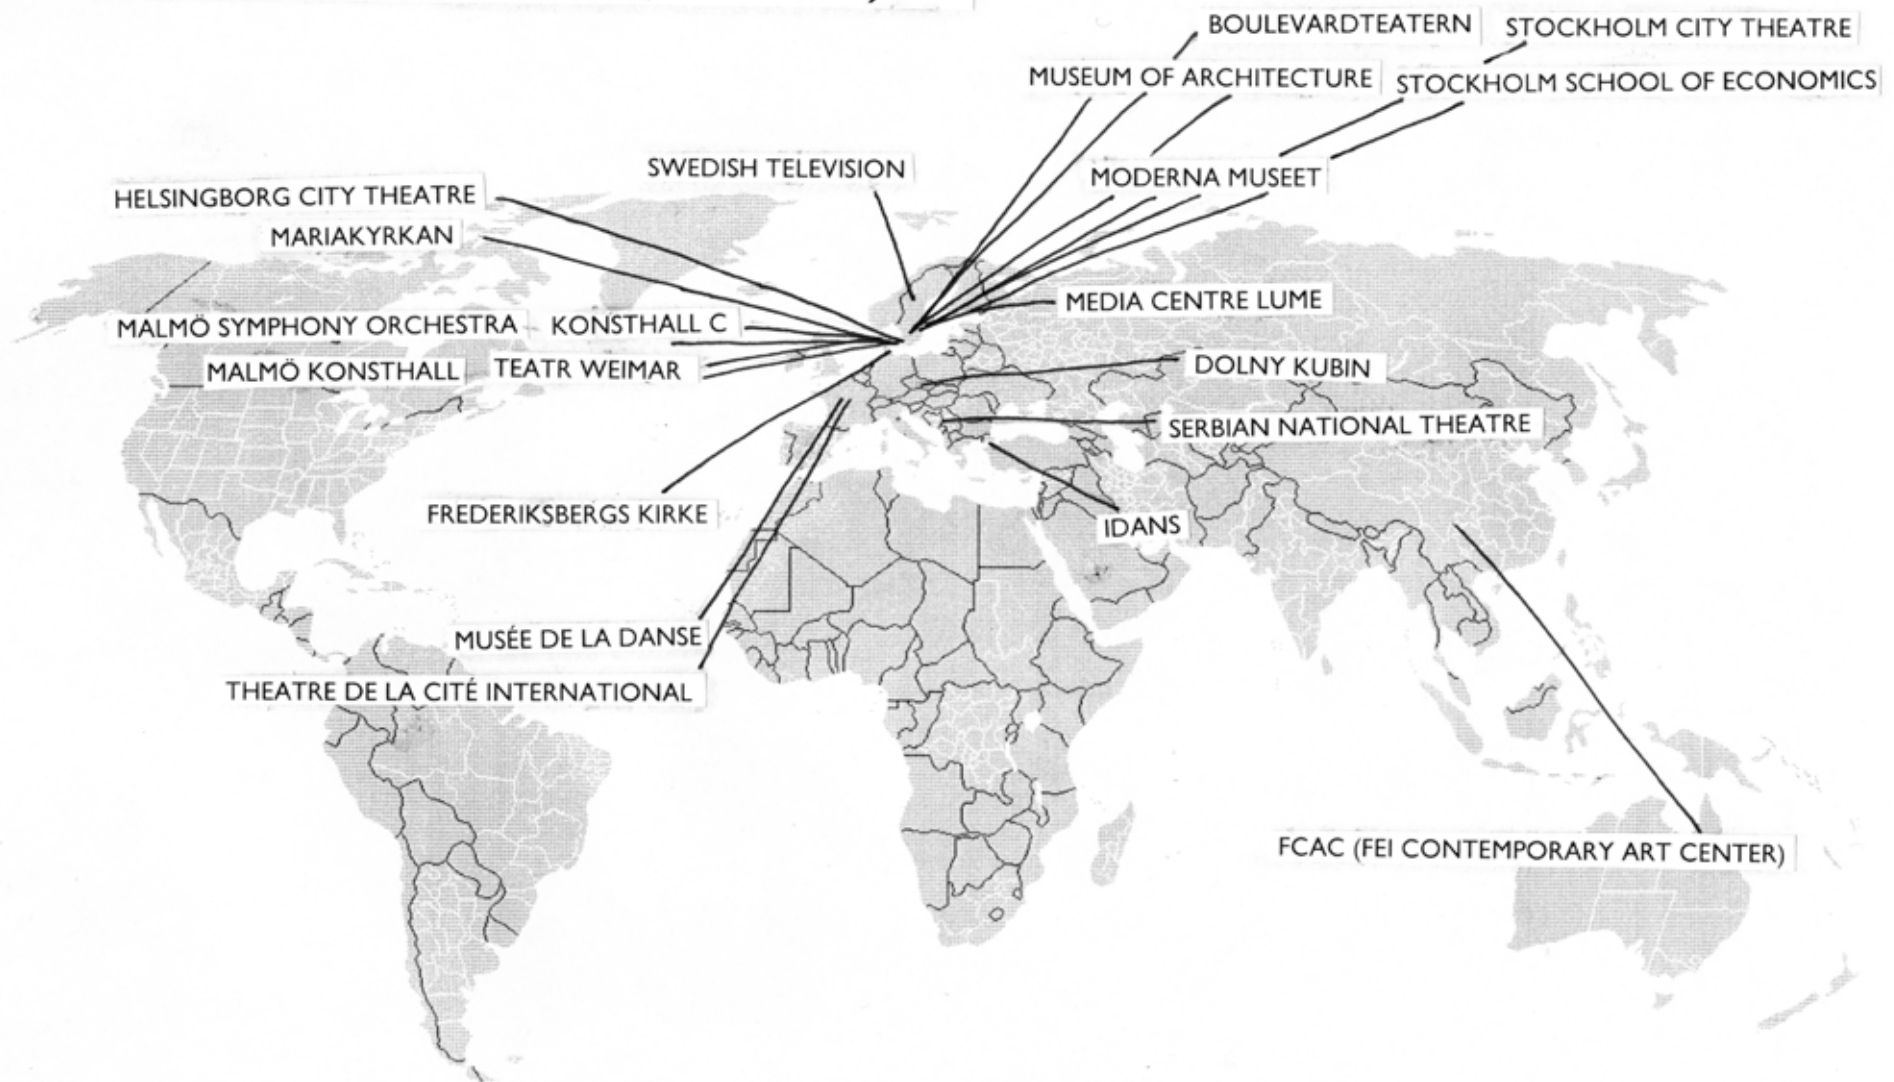 BOULEVARDTEATERN
STOCKHOLM CITY THEATRE
MUSEUM OF ARCHITECTURE
STOCKHOLM SCHOOL OF ECONOMICS
SWEDISH TELEVISION
MODERNA MUSEET
HELSINGBORG CITY THEATRE
MARIAKYRKAN
MEDIA CENTRE LUME
MALMÖ SYMPHONY ORCHESTRA
KONSTHALL C
MALMÖ KONSTHALL
TEATR WEIMAR
DOLNY KUBIN
SERBIAN NATIONAL THEATRE
FREDERIKSBERGS KIRKE
IDANS
MUSÉE DE LA DANSE
THEATRE DE LA CITÉ INTERNATIONAL
FCAC (FEI CONTEMPORARY ART CENTER)